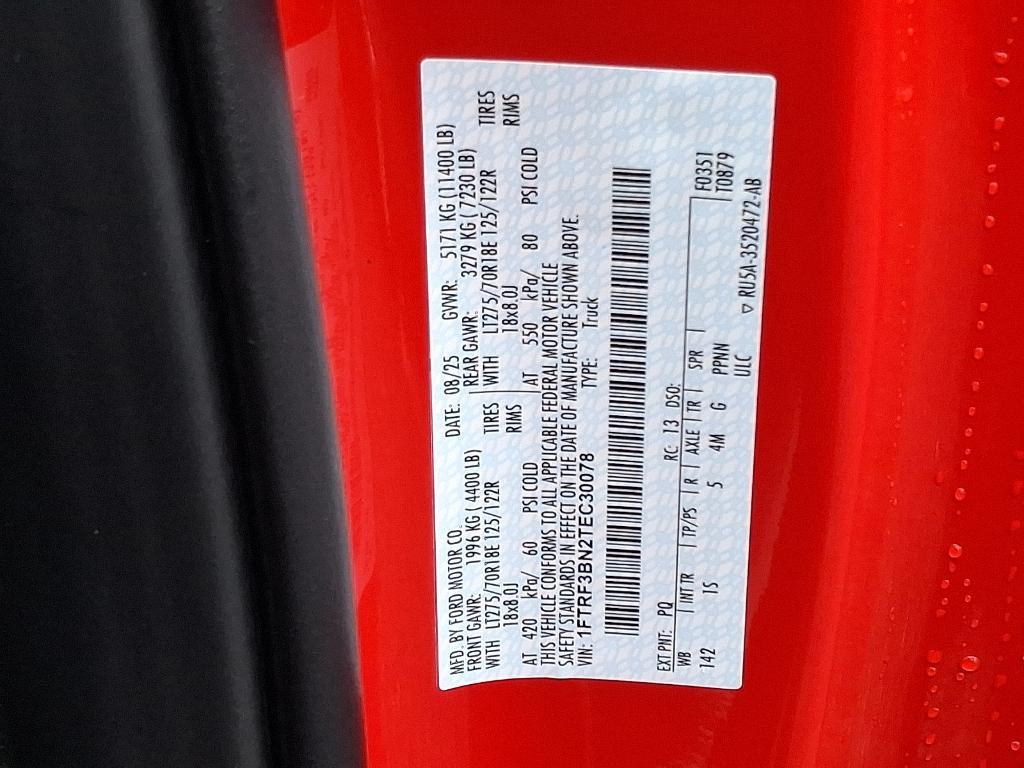 MFD. BY FORD MOTOR CO. DATE: 08/25 GVWR: 5171 KG (11400 LB)
FRONT GAWR: 1996 KG (4400 LB) REAR GAWR: 3279 KG (7230 LB)
WITH LT275/70R18E 125/122R TIRES WITH LT275/70R18E 125/122R TIRES
18x8.0J RIMS 18x8.0J RIMS
AT 420 kPa/ 60 PSI COLD AT 550 kPa/ 80 PSI COLD
THIS VEHICLE CONFORMS TO ALL APPLICABLE FEDERAL MOTOR VEHICLE
SAFETY STANDARDS IN EFFECT ON THE DATE OF MANUFACTURE SHOWN ABOVE.
VIN: 1FTRF3BN2TEC30078 TYPE: Truck
EXT PNT: PQ RC: 13 DSO:
WB INT TR TP/PS R AXLE TR SPR F0351
142 1S 5 4M G PPNN T0879
ULC
RU5A-3520472-AB